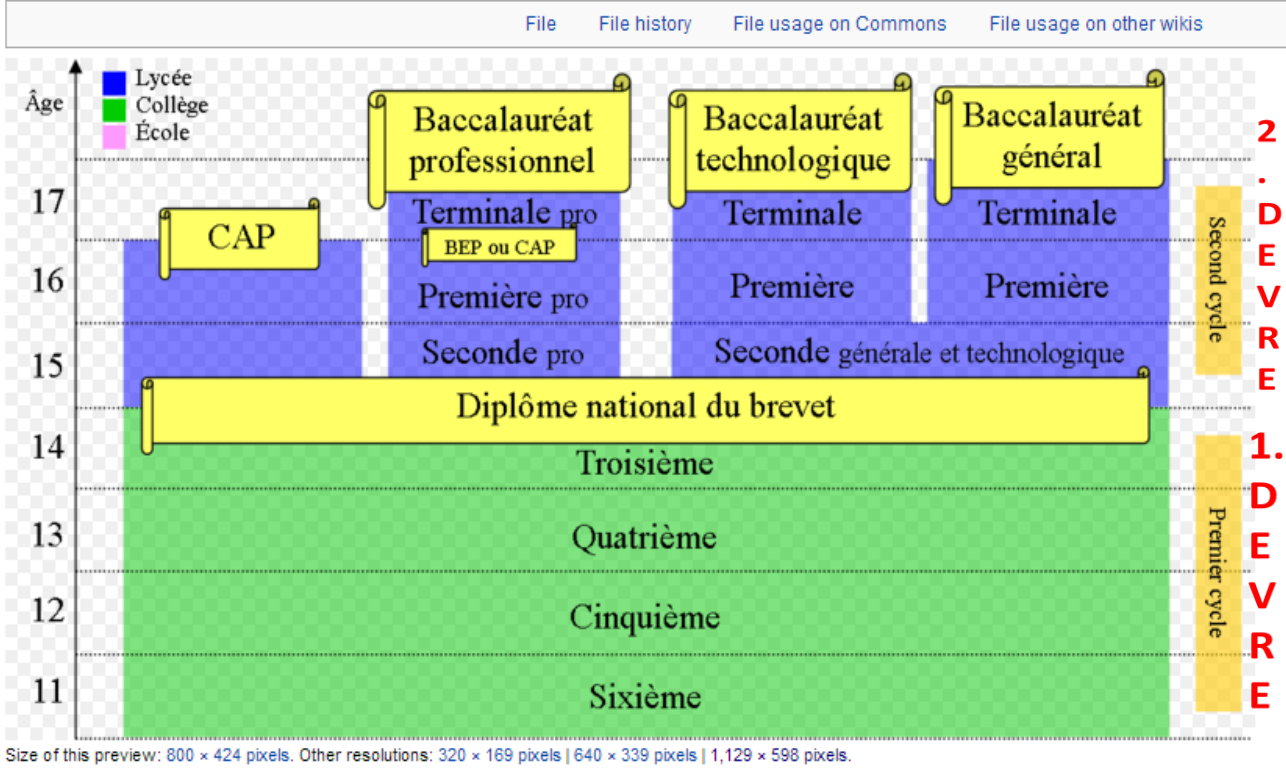 File File history File usage on Commons File usage on other wikis
Âge
Lycée
Collège
École
Baccalauréat
professionnel
Baccalauréat
technologique
Baccalauréat
général
17
CAP
Terminale pro
BEP ou CAP
Terminale
Terminale
16
Première pro
Première
Première
15
Seconde pro
Seconde générale et technologique
Second cycle
2.DEVRE
Diplôme national du brevet
14
Troisième
13
Quatrième
12
Cinquième
11
Sixième
Premier cycle
1.DEVRE
Size of this preview: 800 × 424 pixels. Other resolutions: 320 × 169 pixels | 640 × 339 pixels | 1,129 × 598 pixels.